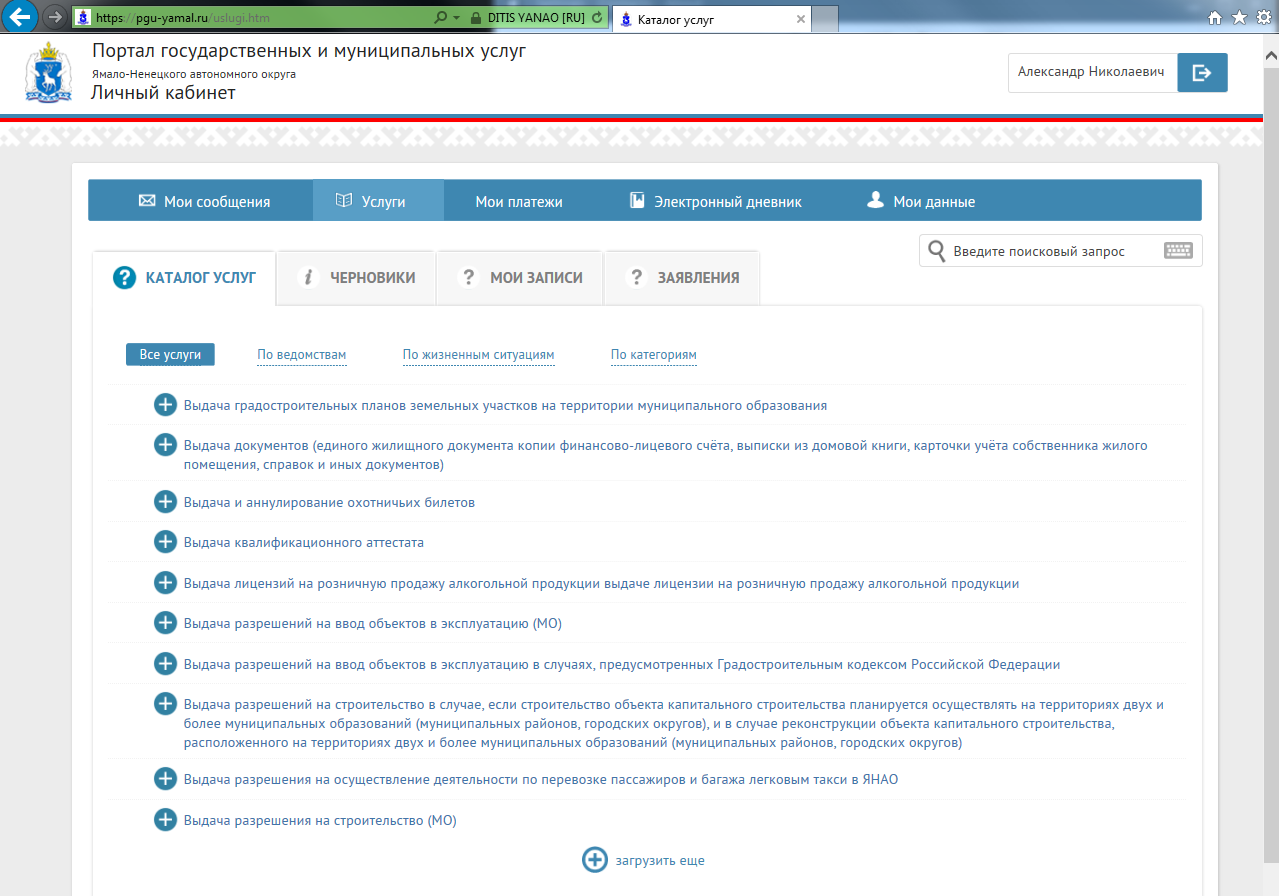 https://pgu-yamal.ru/uslugi.htm
DITIS YANAO [RU]
Каталог услуг
Портал государственных и муниципальных услуг
Ямало-Ненецкого автономного округа
Личный кабинет
Александр Николаевич
Мои сообщения
Услуги
Мои платежи
Электронный дневник
Мои данные
Введите поисковый запрос
КАТАЛОГ УСЛУГ
ЧЕРНОВИКИ
МОИ ЗАПИСИ
ЗАЯВЛЕНИЯ
Все услуги
По ведомствам
По жизненным ситуациям
По категориям
Выдача градостроительных планов земельных участков на территории муниципального образования
Выдача документов (единого жилищного документа копии финансово-лицевого счёта, выписки из домовой книги, карточки учёта собственника жилого
помещения, справок и иных документов)
Выдача и аннулирование охотничьих билетов
Выдача квалификационного аттестата
Выдача лицензий на розничную продажу алкогольной продукции выдаче лицензии на розничную продажу алкогольной продукции
Выдача разрешений на ввод объектов в эксплуатацию (МО)
Выдача разрешений на ввод объектов в эксплуатацию в случаях, предусмотренных Градостроительным кодексом Российской Федерации
Выдача разрешений на строительство в случае, если строительство объекта капитального строительства планируется осуществлять на территориях двух и
более муниципальных образований (муниципальных районов, городских округов), и в случае реконструкции объекта капитального строительства,
расположенного на территориях двух и более муниципальных образований (муниципальных районов, городских округов)
Выдача разрешения на осуществление деятельности по перевозке пассажиров и багажа легковым такси в ЯНАО
Выдача разрешения на строительство (МО)
загрузить еще